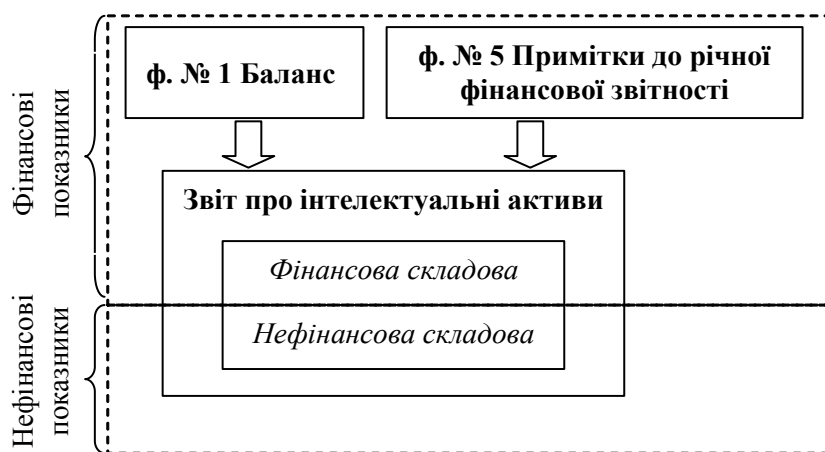 ф. № 1 Баланс
ф. № 5 Примітки до річної
фінансової звітності
Фінансові
показники
Звіт про інтелектуальні активи
Фінансова складова
Нефінансова складова
Нефінансові
показники